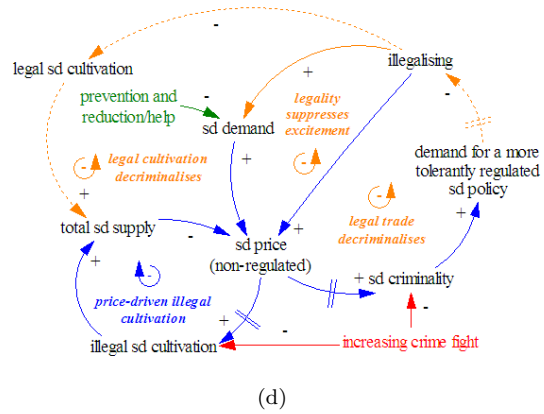 -
legal sd cultivation
illegalising
-
+
-
prevention and
reduction/help
legality
suppresses
excitement
sd demand
-
legal cultivation
decriminalises
-
+
demand for a more
tolerantly regulated
sd policy
+
-
legal trade
decriminalises
+
total sd supply
-
+
sd price
(non-regulated)
+
-
+
sd criminality
price-driven illegal
cultivation
+
-
-
illegal sd cultivation
increasing crime fight
(d)